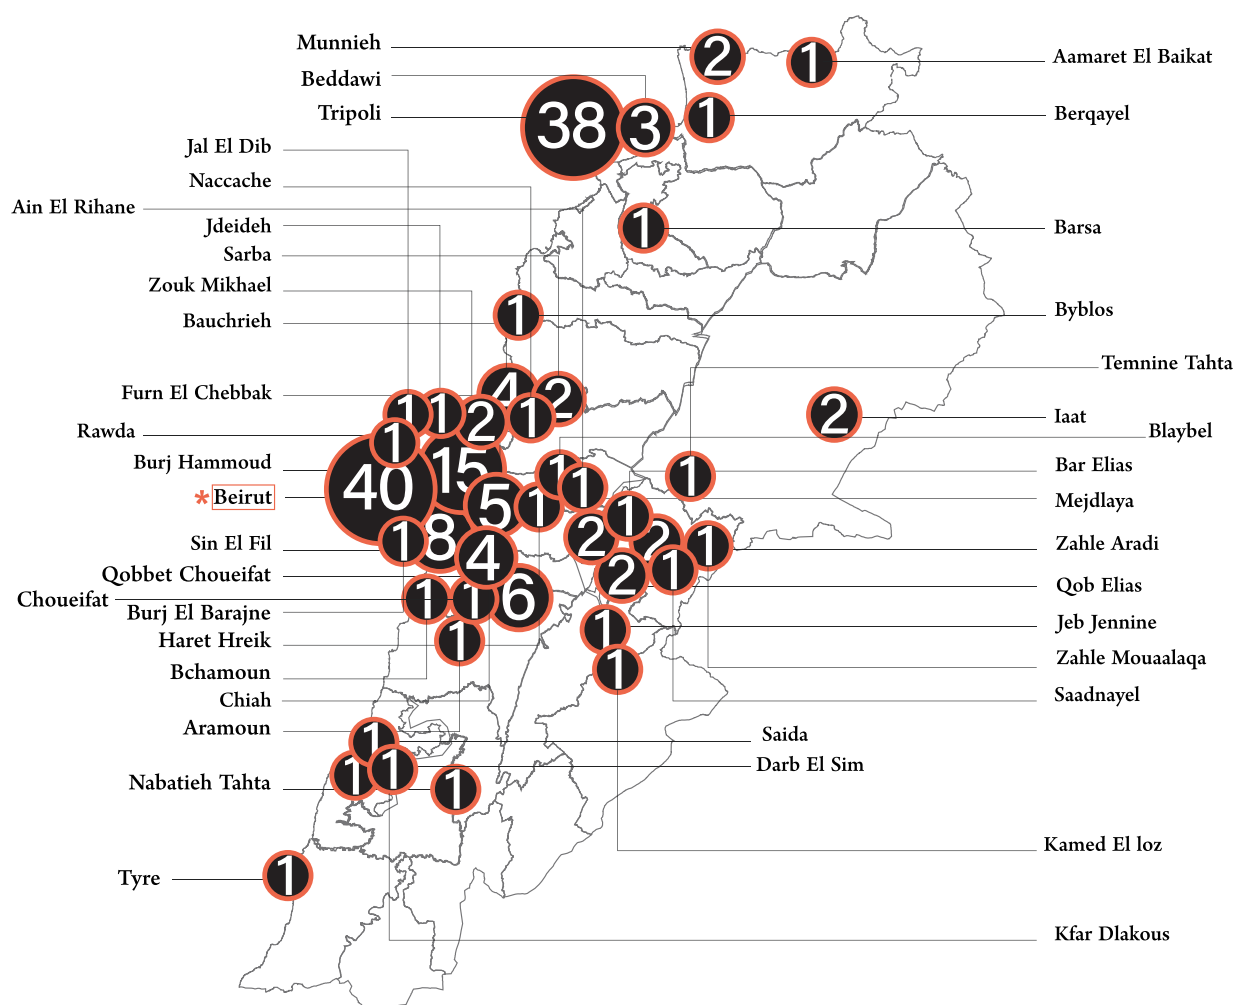 Munnieh
Beddawi
Tripoli
Jal El Dib
Naccache
Ain El Rihane
Jdeideh
Sarba
Zouk Mikhael
Bauchrieh
Furn El Chebbak
Rawda
Burj Hammoud
*Beirut
Sin El Fil
Qobbet Choueifat
Choueifat
Burj El Barajne
Haret Hreik
Bchamoun
Chiah
Aramoun
Nabatieh Tahta
Tyre
2
1
38
3
1
1
1
4
2
1
1
2
1
1
2
40
15
5
1
1
1
1
1
8
4
2
1
2
1
1
2
1
1
6
1
1
1
1
1
1
1
1
1
Aamaret El Baikat
Berqayel
Barsa
Byblos
Temnine Tahta
Iaat
Blaybel
Bar Elias
Mejdlaya
Zahle Aradi
Qob Elias
Jeb Jennine
Zahle Mouaalaqa
Saadnayel
Saida
Darb El Sim
Kamed El loz
Kfar Dlakous